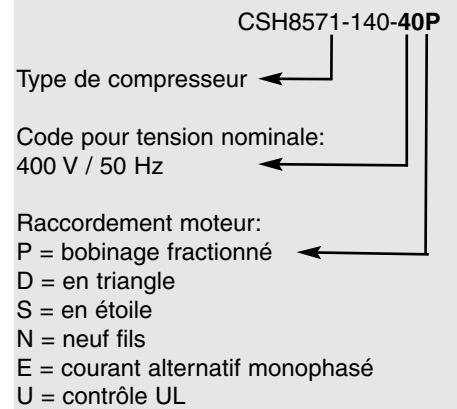 CSH8571-140-40P
Type de compresseur
Code pour tension nominale:
400 V / 50 Hz
Raccordement moteur:
P = bobinage fractionné
D = en triangle
S = en étoile
N = neuf fils
E = courant alternatif monophasé
U = contrôle UL